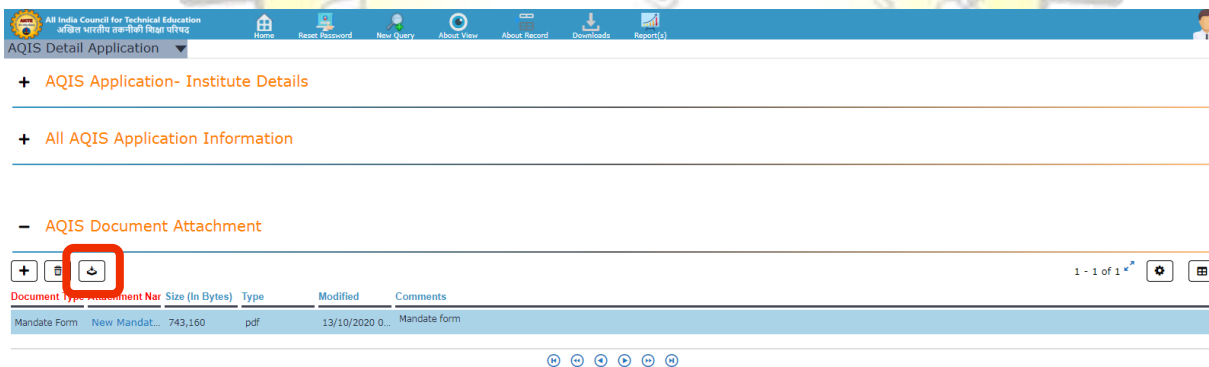 All India Council for Technical Education
अखिल भारतीय तकनीकी शिक्षा परिषद
Home Reset Password New Query About View About Record Downloads Report(s)
AQIS Detail Application
+ AQIS Application- Institute Details
+ All AQIS Application Information
− AQIS Document Attachment
1 - 1 of 1
Document Type Attachment Nar Size (In Bytes) Type Modified Comments
Mandate Form New Mandat... 743,160 pdf 13/10/2020 0... Mandate form